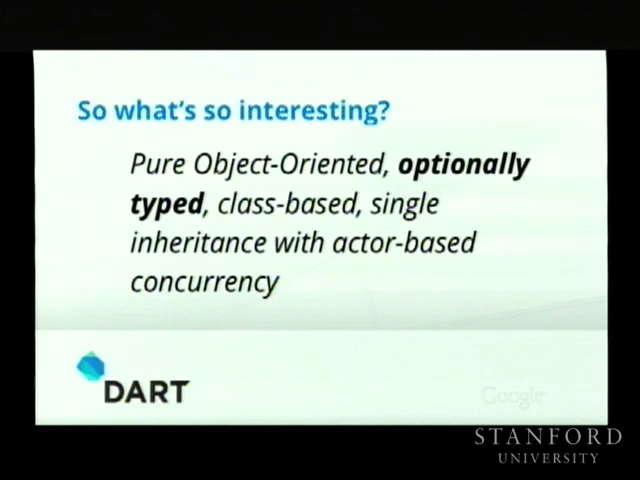 So what's so interesting?
Pure Object-Oriented, optionally
typed, class-based, single
inheritance with actor-based
concurrency
DART
Google
STANFORD
UNIVERSITY